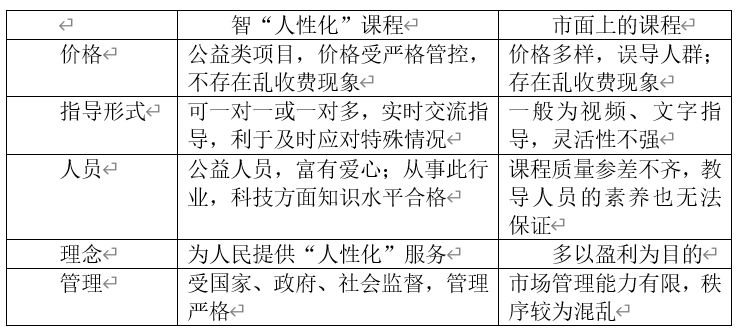 智“人性化”课程 市面上的课程
价格 公益类项目，价格受严格管控， 价格多样，误导人群；
不存在乱收费现象 存在乱收费现象
指导形式 可一对一或一对多，实时交流指 一般为视频、文字指
导，利于及时应对特殊情况 导，灵活性不强
人员 公益人员，富有爱心；从事此行 课程质量参差不齐，教
业，科技方面知识水平合格 导人员的素养也无法
保证
理念 为人民提供“人性化”服务 多以盈利为目的
管理 受国家、政府、社会监督，管理 市场管理能力有限，秩
严格 序较为混乱